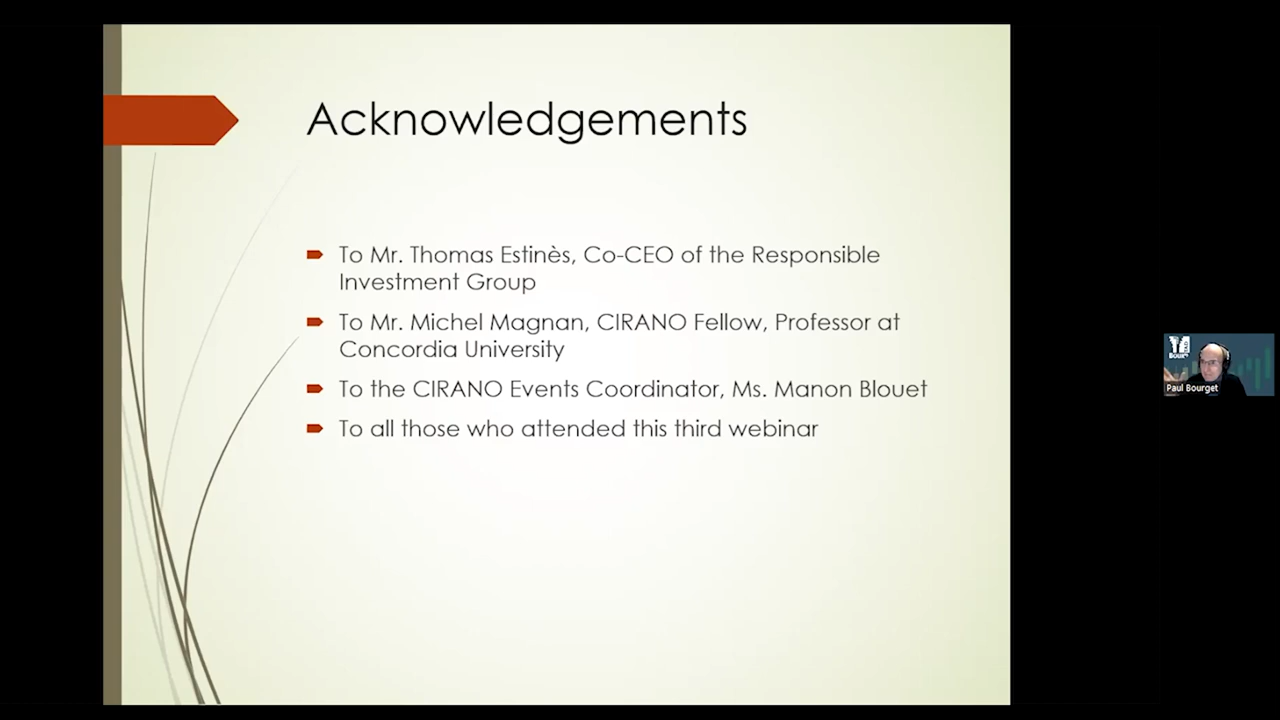 Acknowledgements
To Mr. Thomas Estinès, Co-CEO of the Responsible
Investment Group
To Mr. Michel Magnan, CIRANO Fellow, Professor at
Concordia University
To the CIRANO Events Coordinator, Ms. Manon Blouet
To all those who attended this third webinar
Paul Bourget